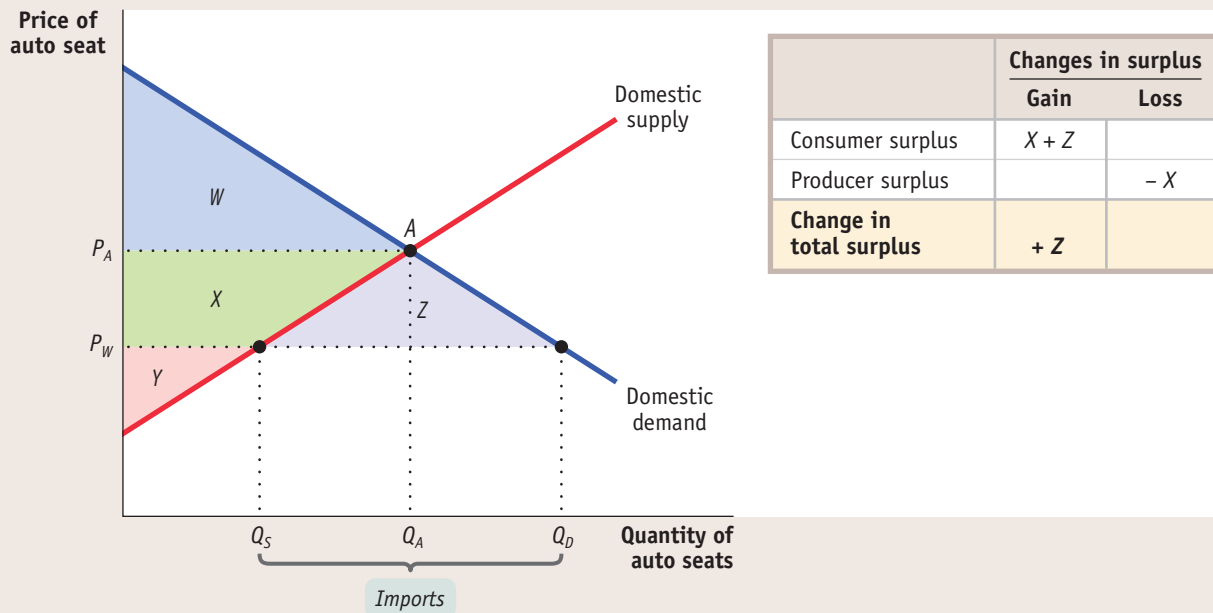 Price of
auto seat
Domestic
supply
W
A
P_A
X
Z
P_W
Y
Domestic
demand
Q_S
Q_A
Q_D
Quantity of
auto seats
Imports
Changes in surplus
Gain Loss
Consumer surplus X + Z
Producer surplus – X
Change in
total surplus + Z